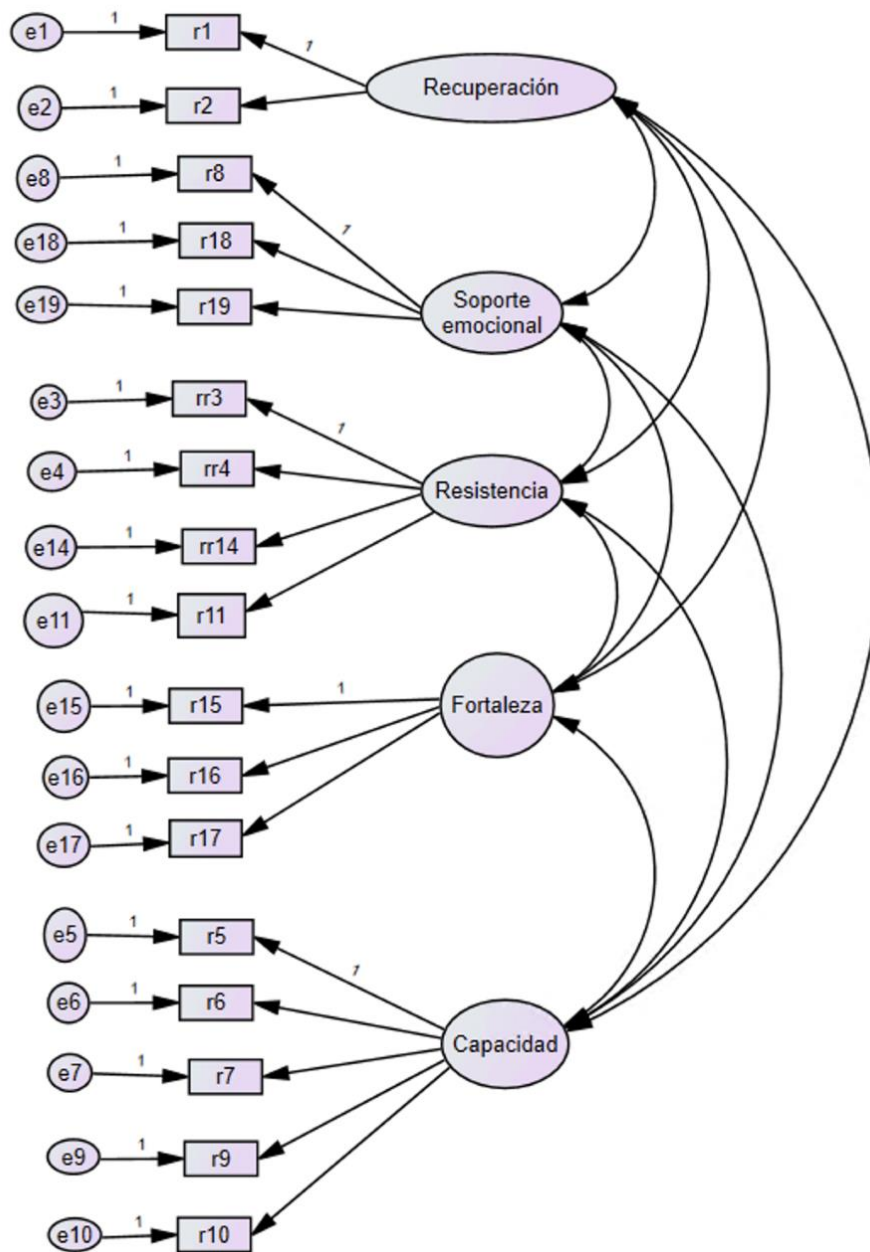 e1 1 r1 1
Recuperación
e2 1 r2
e8 1 r8 1
e18 1 r18
e19 1 r19
Soporte
emocional
e3 1 rr3 1
e4 1 rr4
Resistencia
e14 1 rr14
e11 1 r11
e15 1 r15 1
Fortaleza
e16 1 r16
e17 1 r17
e5 1 r5 1
e6 1 r6
Capacidad
e7 1 r7
e9 1 r9
e10 1 r10